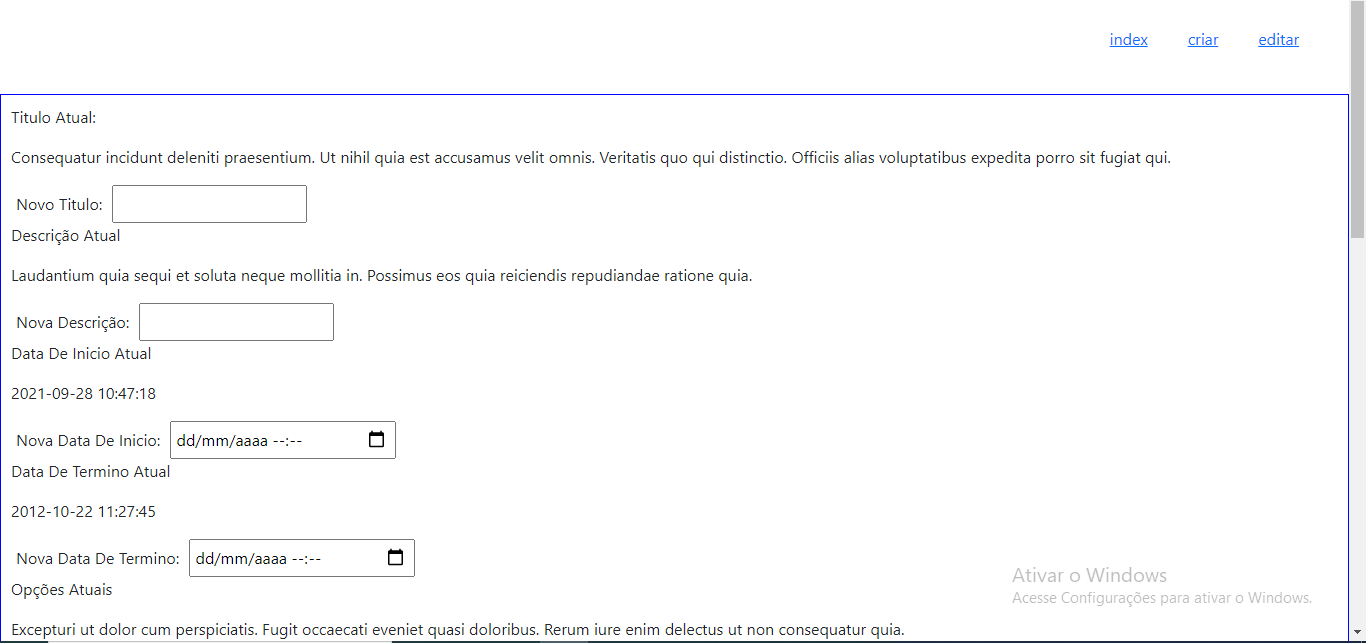 index criar editar
Titulo Atual:
Consequatur incidunt deleniti praesentium. Ut nihil quia est accusamus velit omnis. Veritatis quo qui distinctio. Officiis alias voluptatibus expedita porro sit fugiat qui.
Novo Titulo:
Descrição Atual
Laudantium quia sequi et soluta neque mollitia in. Possimus eos quia reiciendis repudiandae ratione quia.
Nova Descrição:
Data De Inicio Atual
2021-09-28 10:47:18
Nova Data De Inicio: dd/mm/aaaa --:--
Data De Termino Atual
2012-10-22 11:27:45
Nova Data De Termino: dd/mm/aaaa --:--
Opções Atuais
Excepturi ut dolor cum perspiciatis. Fugit occaecati eveniet quasi doloribus. Rerum iure enim delectus ut non consequatur quia.
Ativar o Windows
Acesse Configurações para ativar o Windows.